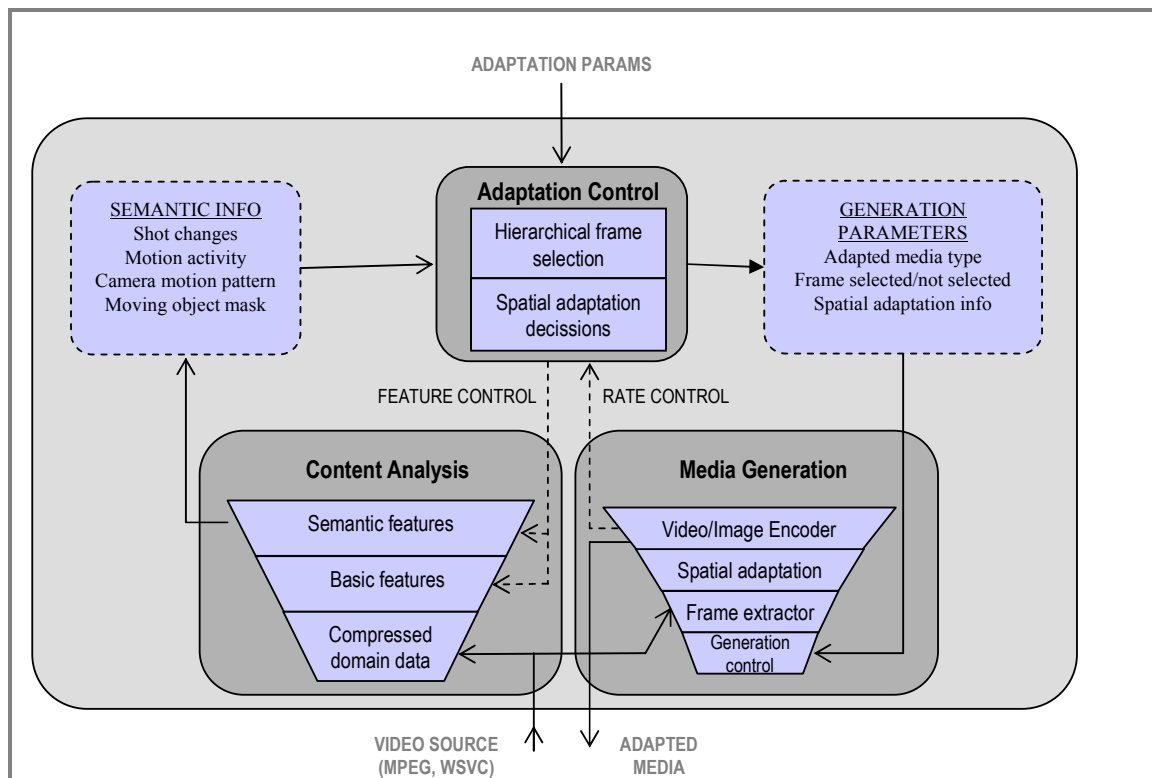 ADAPTATION PARAMS
SEMANTIC INFO
Shot changes
Motion activity
Camera motion pattern
Moving object mask
Adaptation Control
Hierarchical frame
selection
Spatial adaptation
decissions
GENERATION
PARAMETERS
Adapted media type
Frame selected/not selected
Spatial adaptation info
FEATURE CONTROL
RATE CONTROL
Content Analysis
Semantic features
Basic features
Compressed
domain data
Media Generation
Video/Image Encoder
Spatial adaptation
Frame extractor
Generation
control
VIDEO SOURCE
(MPEG, WSVC)
ADAPTED
MEDIA